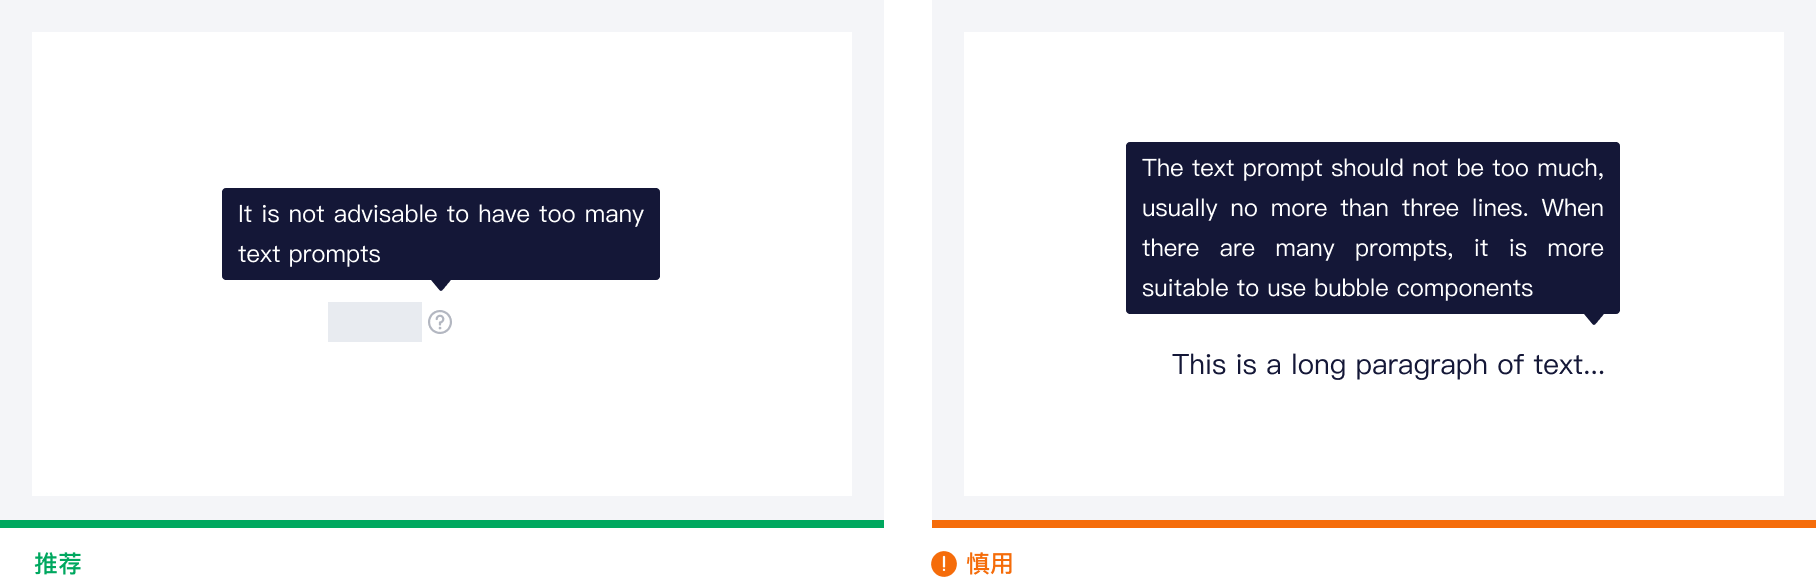 It is not advisable to have too many
text prompts
推荐
The text prompt should not be too much,
usually no more than three lines. When
there are many prompts, it is more
suitable to use bubble components
This is a long paragraph of text...
慎用